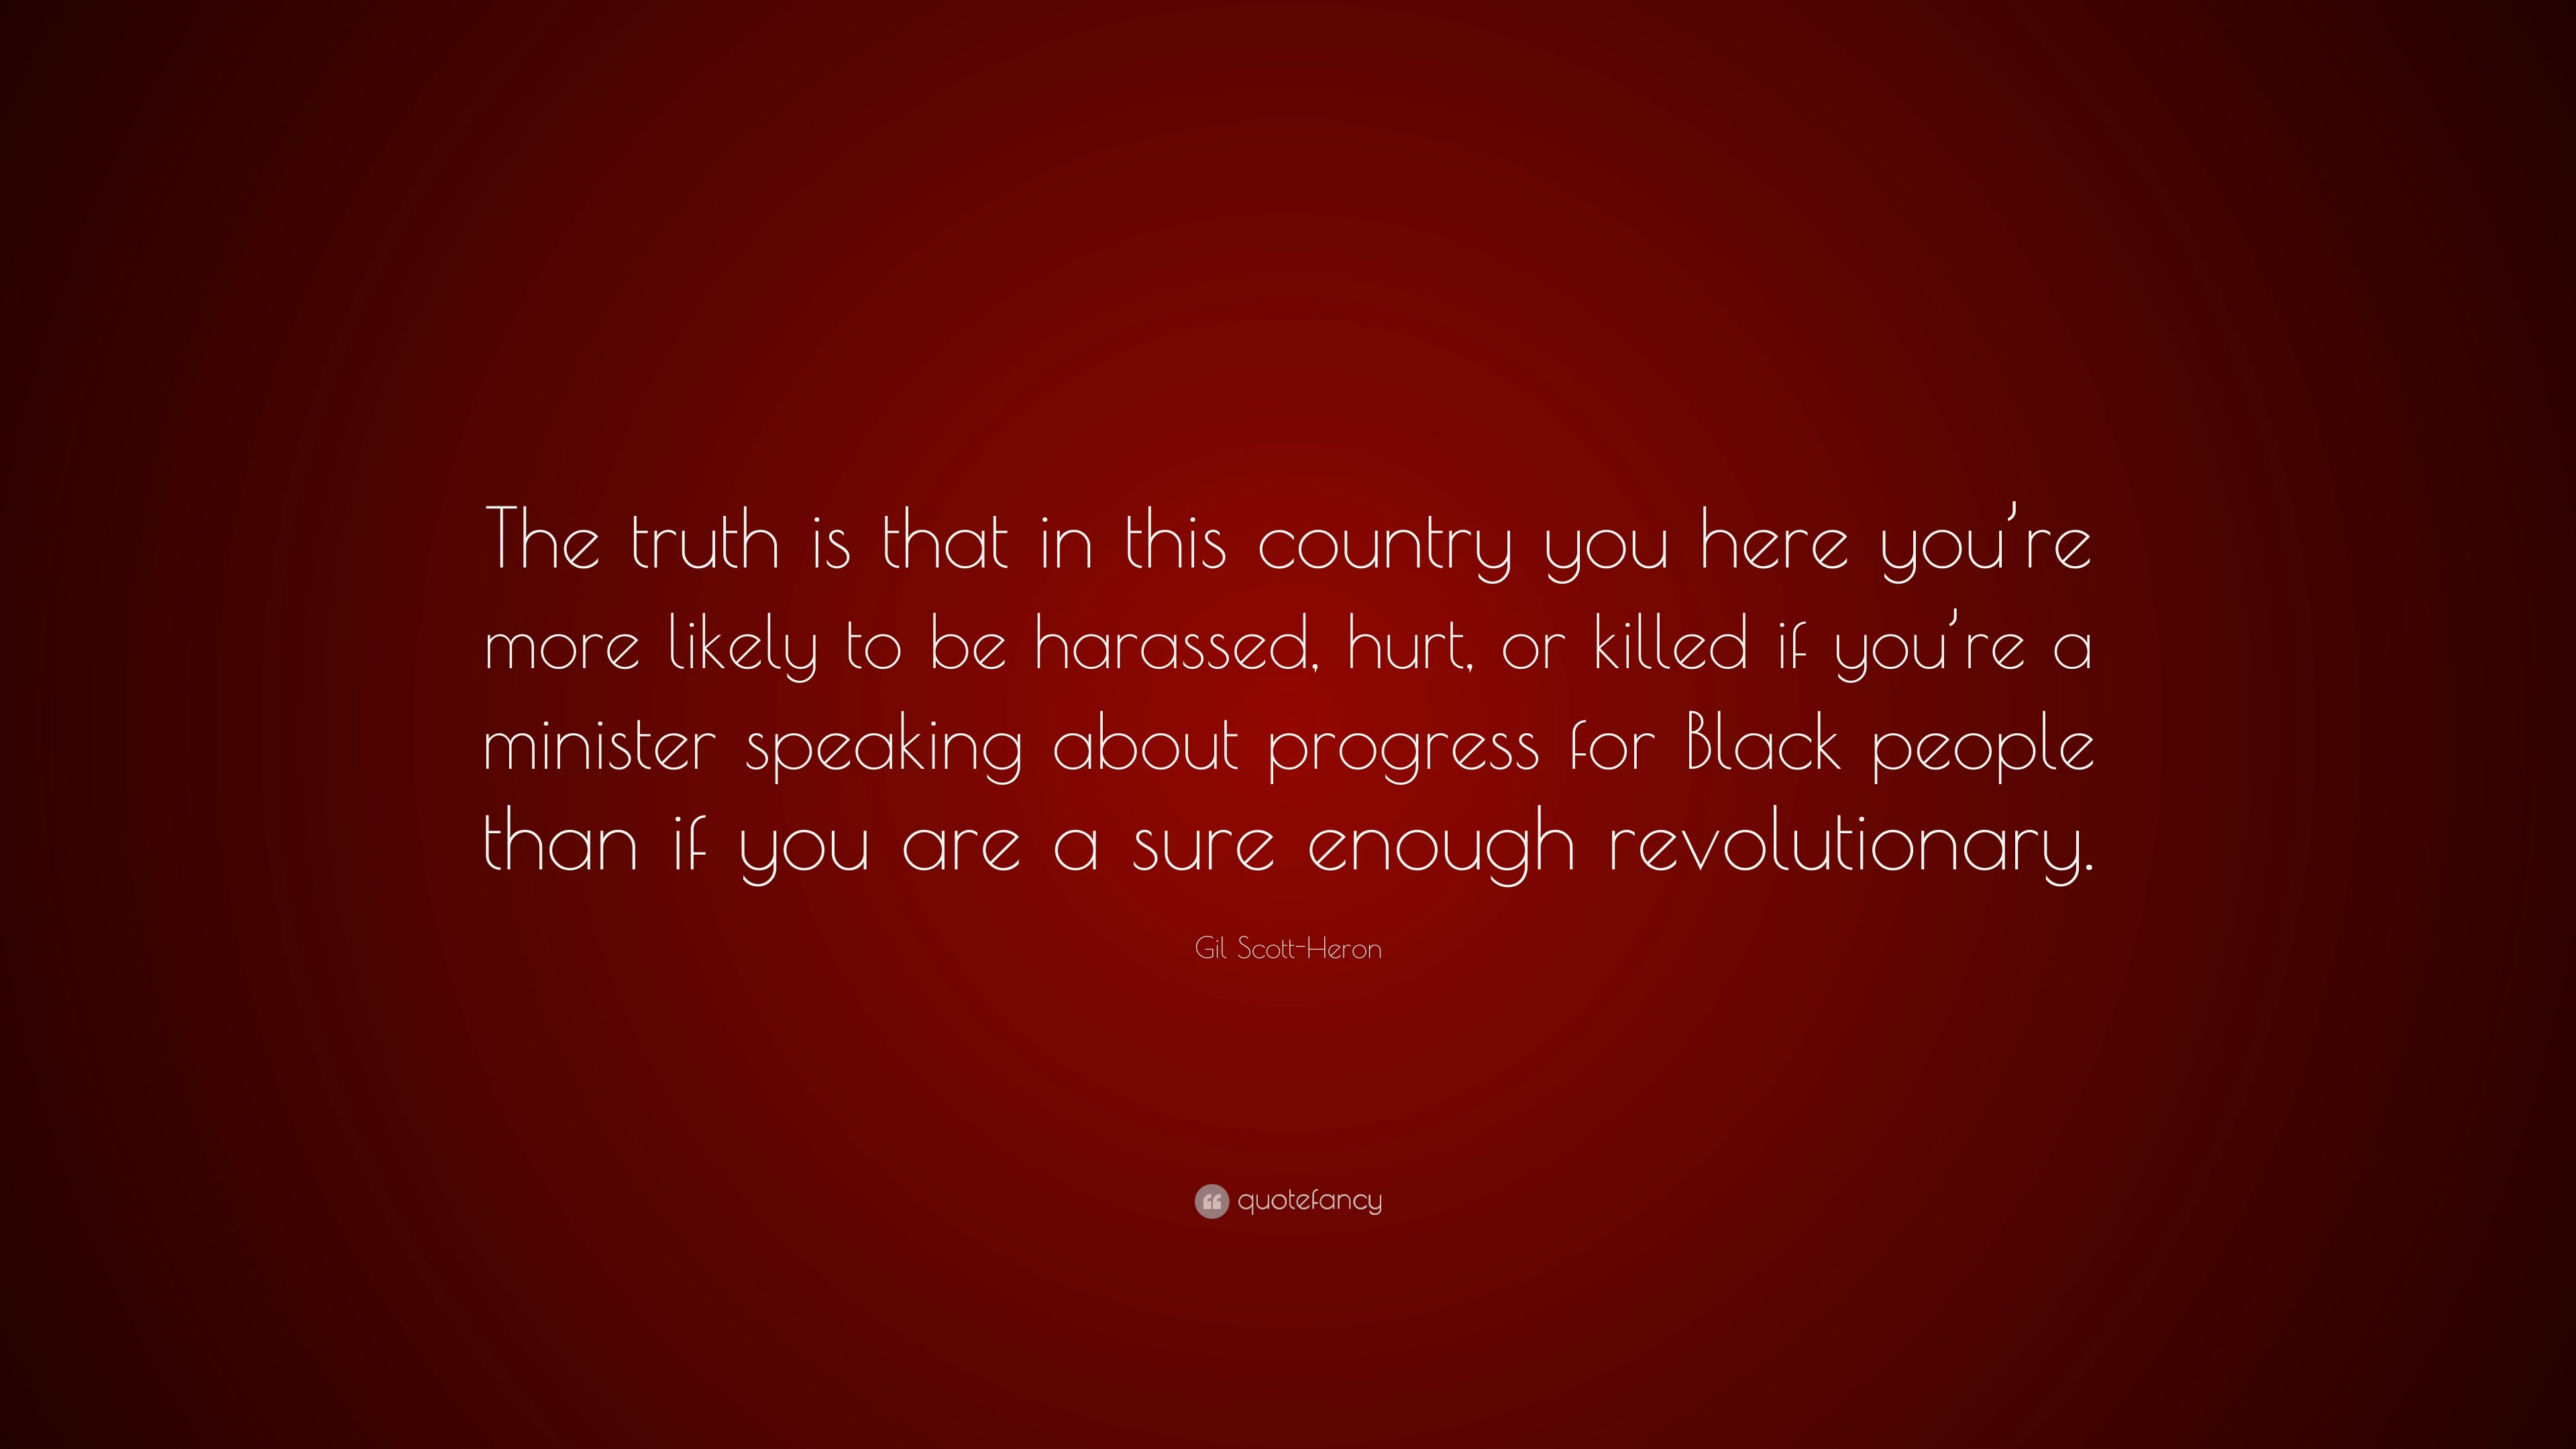 The truth is that in this country you here you’re
more likely to be harassed, hurt, or killed if you’re a
minister speaking about progress for Black people
than if you are a sure enough revolutionary.
Gil Scott-Heron
quotefancy